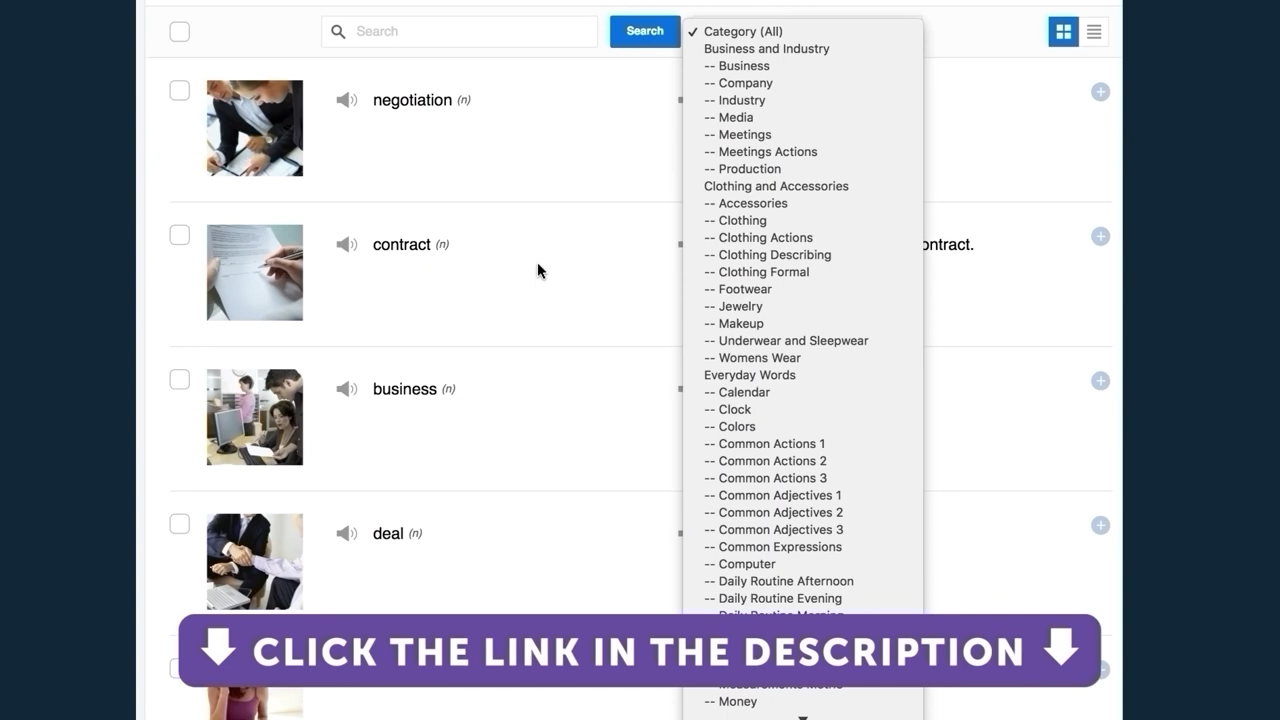 Search
Search
✓ Category (All)
Business and Industry
-- Business
-- Company
-- Industry
-- Media
-- Meetings
-- Meetings Actions
-- Production
Clothing and Accessories
-- Accessories
-- Clothing
-- Clothing Actions
-- Clothing Describing
-- Clothing Formal
-- Footwear
-- Jewelry
-- Makeup
-- Underwear and Sleepwear
-- Womens Wear
Everyday Words
-- Calendar
-- Clock
-- Colors
-- Common Actions 1
-- Common Actions 2
-- Common Actions 3
-- Common Adjectives 1
-- Common Adjectives 2
-- Common Adjectives 3
-- Common Expressions
-- Computer
-- Daily Routine Afternoon
-- Daily Routine Evening
-- Daily Routine Morning
-- Money
negotiation (n)
contract (n)
ontract.
business (n)
deal (n)
CLICK THE LINK IN THE DESCRIPTION